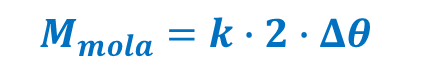 M_mola = k · 2 · Δθ